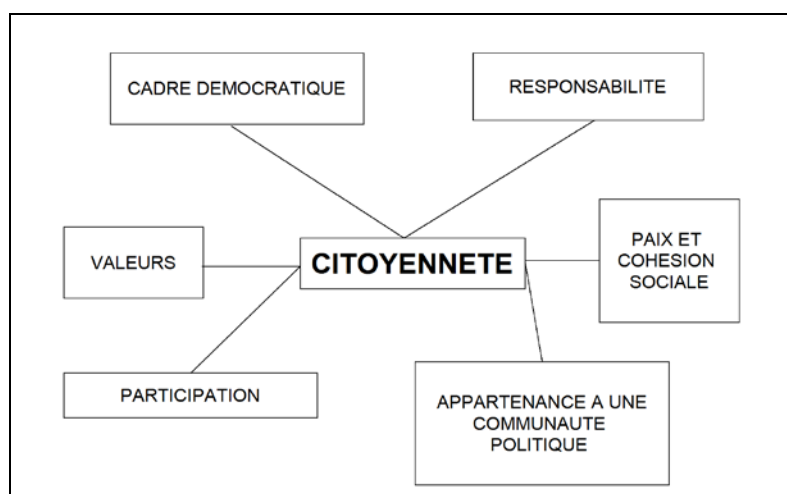 CADRE DEMOCRATIQUE
RESPONSABILITE
VALEURS
CITOYENNETE
PAIX ET
COHESION
SOCIALE
PARTICIPATION
APPARTENANCE A UNE
COMMUNAUTE
POLITIQUE